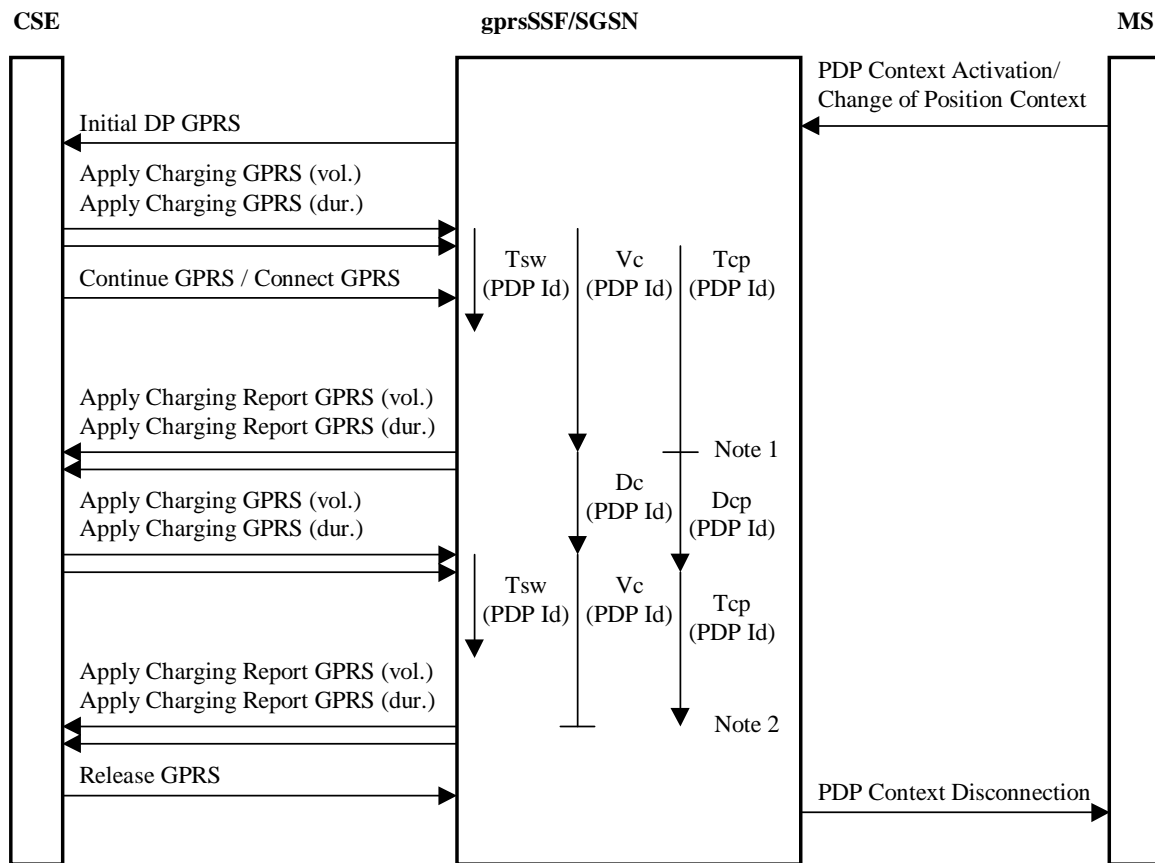 CSE
gprsSSF/SGSN
MS
PDP Context Activation/
Change of Position Context
Initial DP GPRS
Apply Charging GPRS (vol.)
Apply Charging GPRS (dur.)
Tsw
(PDP Id)
Vc
(PDP Id)
Tcp
(PDP Id)
Continue GPRS / Connect GPRS
Apply Charging Report GPRS (vol.)
Apply Charging Report GPRS (dur.)
Note 1
Dc
(PDP Id)
Dcp
(PDP Id)
Apply Charging GPRS (vol.)
Apply Charging GPRS (dur.)
Tsw
(PDP Id)
Vc
(PDP Id)
Tcp
(PDP Id)
Apply Charging Report GPRS (vol.)
Apply Charging Report GPRS (dur.)
Note 2
Release GPRS
PDP Context Disconnection